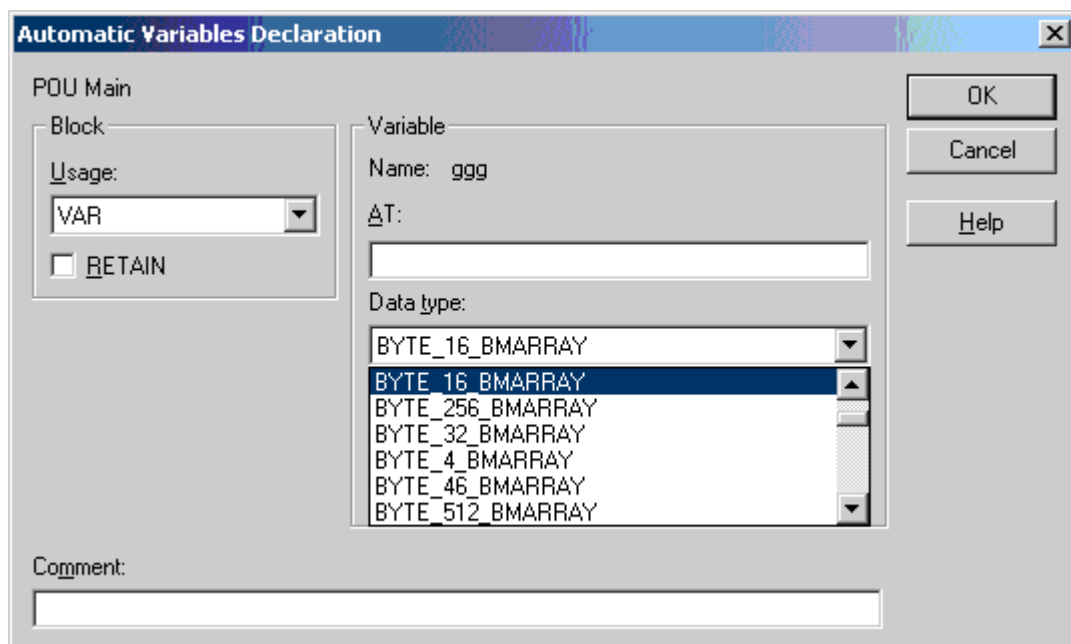 Automatic Variables Declaration
POU Main
Block
Usage:
VAR
RETAIN
Variable
Name: ggg
AT:
Data type:
BYTE_16_BMARRAY
BYTE_16_BMARRAY
BYTE_256_BMARRAY
BYTE_32_BMARRAY
BYTE_4_BMARRAY
BYTE_46_BMARRAY
BYTE_512_BMARRAY
OK
Cancel
Help
Comment: